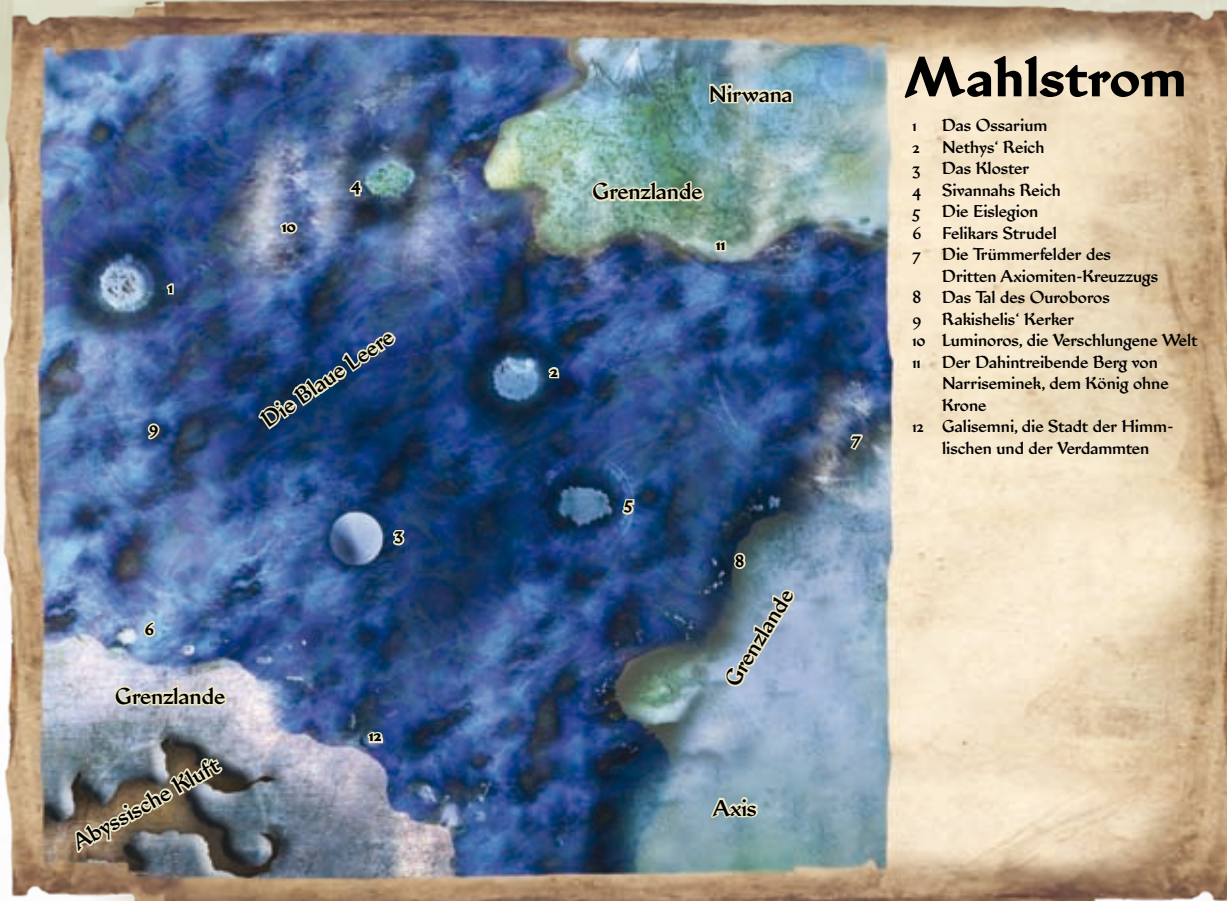 Mahlstrom
1 Das Ossarium
2 Nethys‘ Reich
3 Das Kloster
4 Sivannahs Reich
5 Die Eislegion
6 Felikars Strudel
7 Die Trümmerfelder des
Dritten Axiomiten-Kreuzzugs
8 Das Tal des Ouroboros
9 Rakishelis‘ Kerker
10 Luminoros, die Verschlungene Welt
11 Der Dahintreibende Berg von
Narriseminek, dem König ohne
Krone
12 Galisemni, die Stadt der Himm-
lischen und der Verdammten
Nirwana
4
Grenzlande
10
11
1
Die Blaue Leere
2
9
7
5
3
8
6
Grenzlande
Grenzlande
12
Abyssische Kluft
Axis